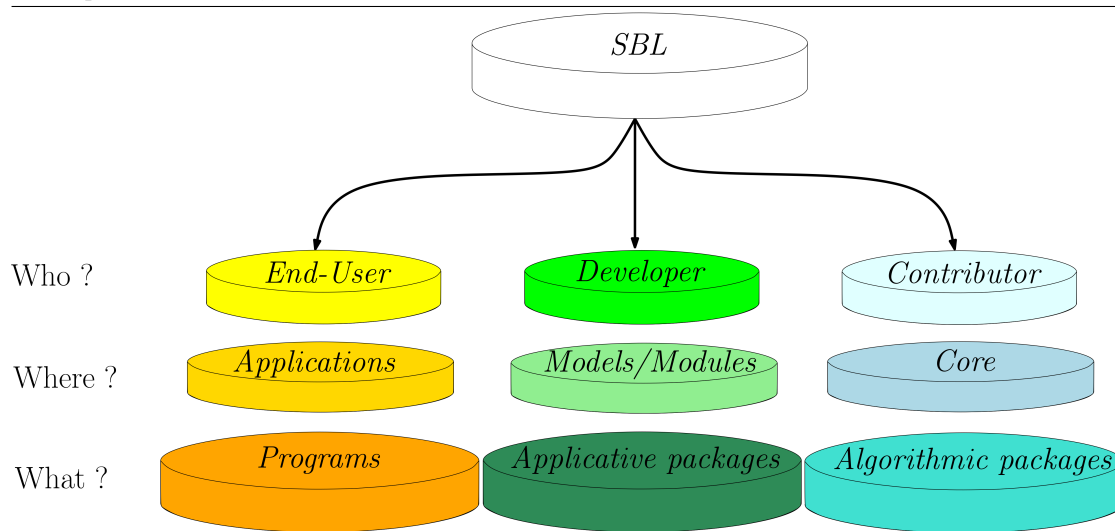 SBL
Who ? End-User Developer Contributor
Where ? Applications Models/Modules Core
What ? Programs Applicative packages Algorithmic packages